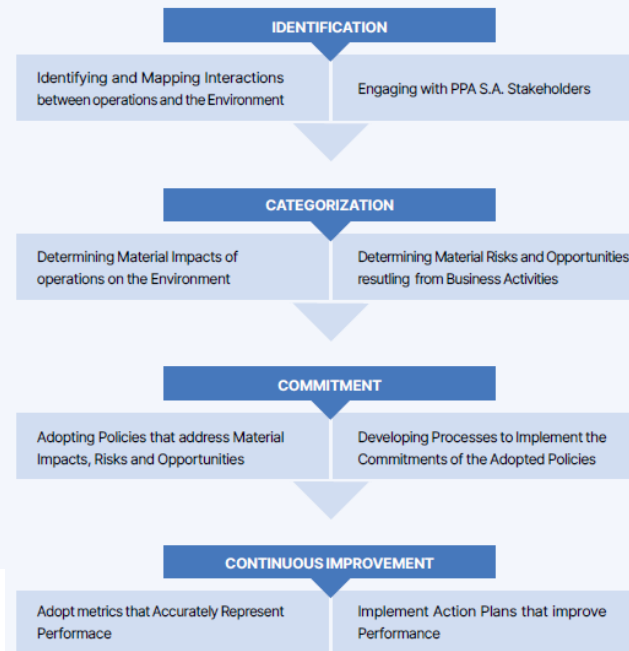 IDENTIFICATION
Identifying and Mapping Interactions
between operations and the Environment
Engaging with PPA S.A. Stakeholders
CATEGORIZATION
Determining Material Impacts of
operations on the Environment
Determining Material Risks and Opportunities
resutling from Business Activities
COMMITMENT
Adopting Policies that address Material
Impacts, Risks and Opportunities
Developing Processes to Implement the
Commitments of the Adopted Policies
CONTINUOUS IMPROVEMENT
Adopt metrics that Accurately Represent
Performace
Implement Action Plans that improve
Performance